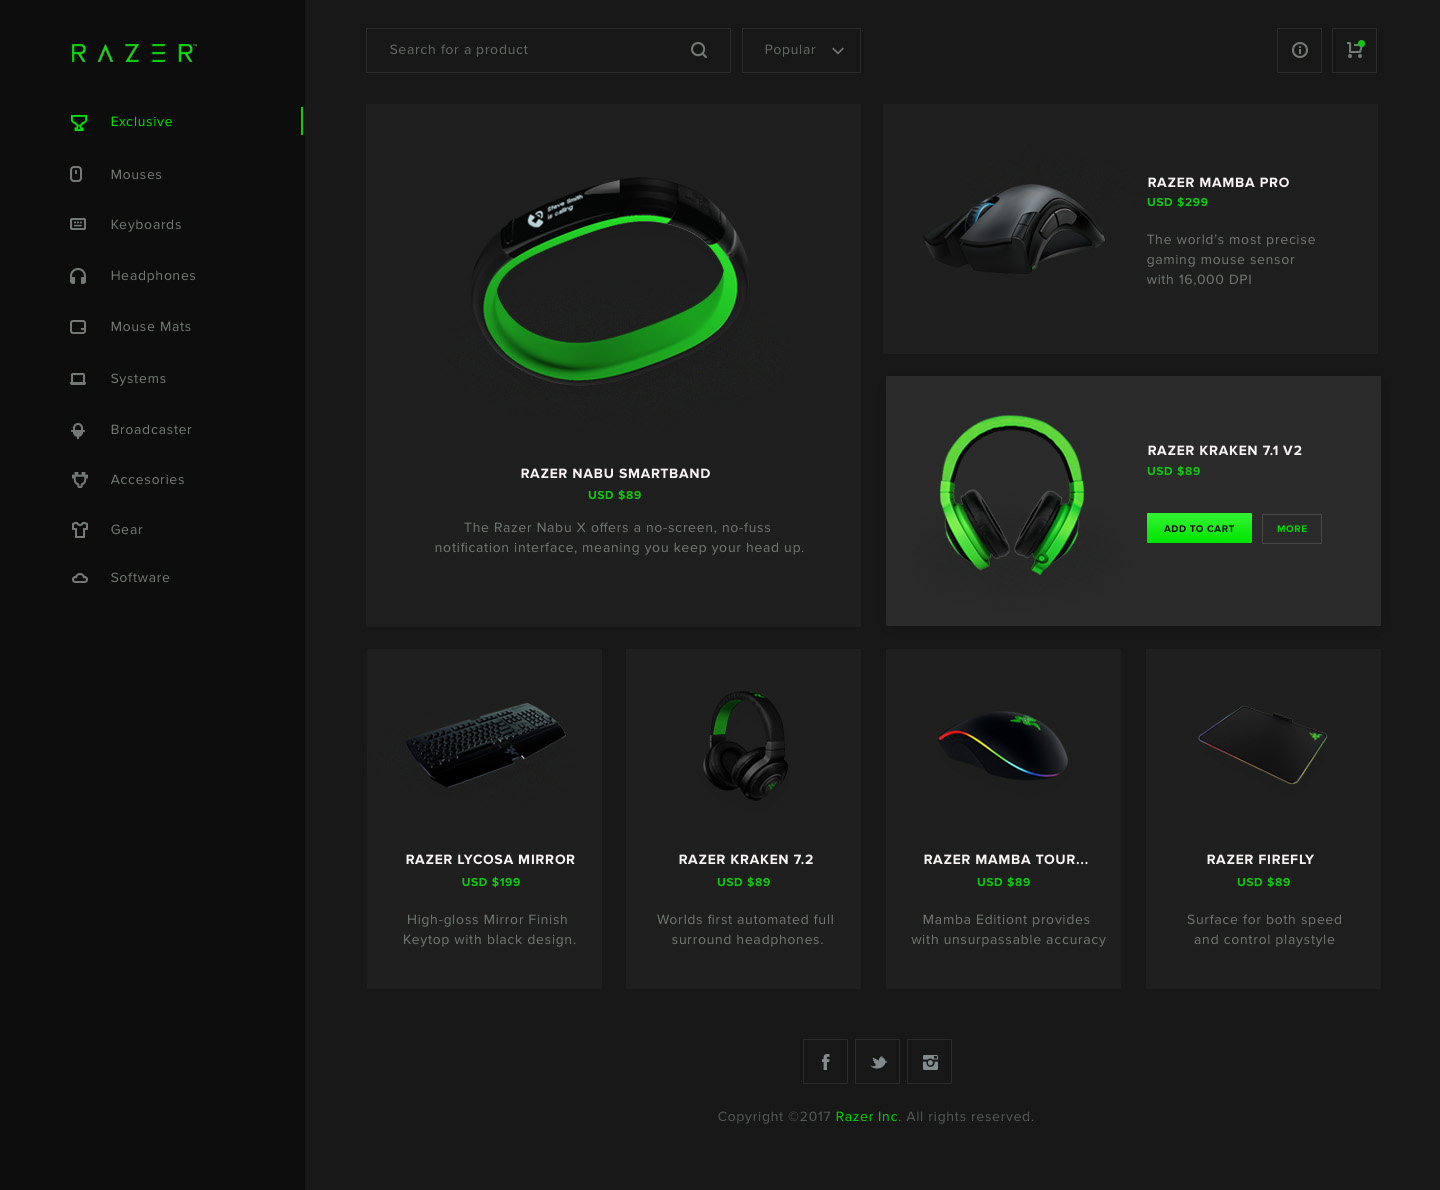 RAZER™
Exclusive
Mouses
Keyboards
Headphones
Mouse Mats
Systems
Broadcaster
Accesories
Gear
Software
Search for a product
Popular
Steve Smith
is calling
RAZER NABU SMARTBAND
USD $89
The Razer Nabu X offers a no-screen, no-fuss
notification interface, meaning you keep your head up.
RAZER MAMBA PRO
USD $299
The world's most precise
gaming mouse sensor
with 16,000 DPI
RAZER KRAKEN 7.1 V2
USD $89
ADD TO CART
MORE
RAZER LYCOSA MIRROR
USD $199
High-gloss Mirror Finish
Keytop with black design.
RAZER KRAKEN 7.2
USD $89
Worlds first automated full
surround headphones.
RAZER MAMBA TOUR...
USD $89
Mamba Editiont provides
with unsurpassable accuracy
RAZER FIREFLY
USD $89
Surface for both speed
and control playstyle
Copyright ©2017 Razer Inc. All rights reserved.